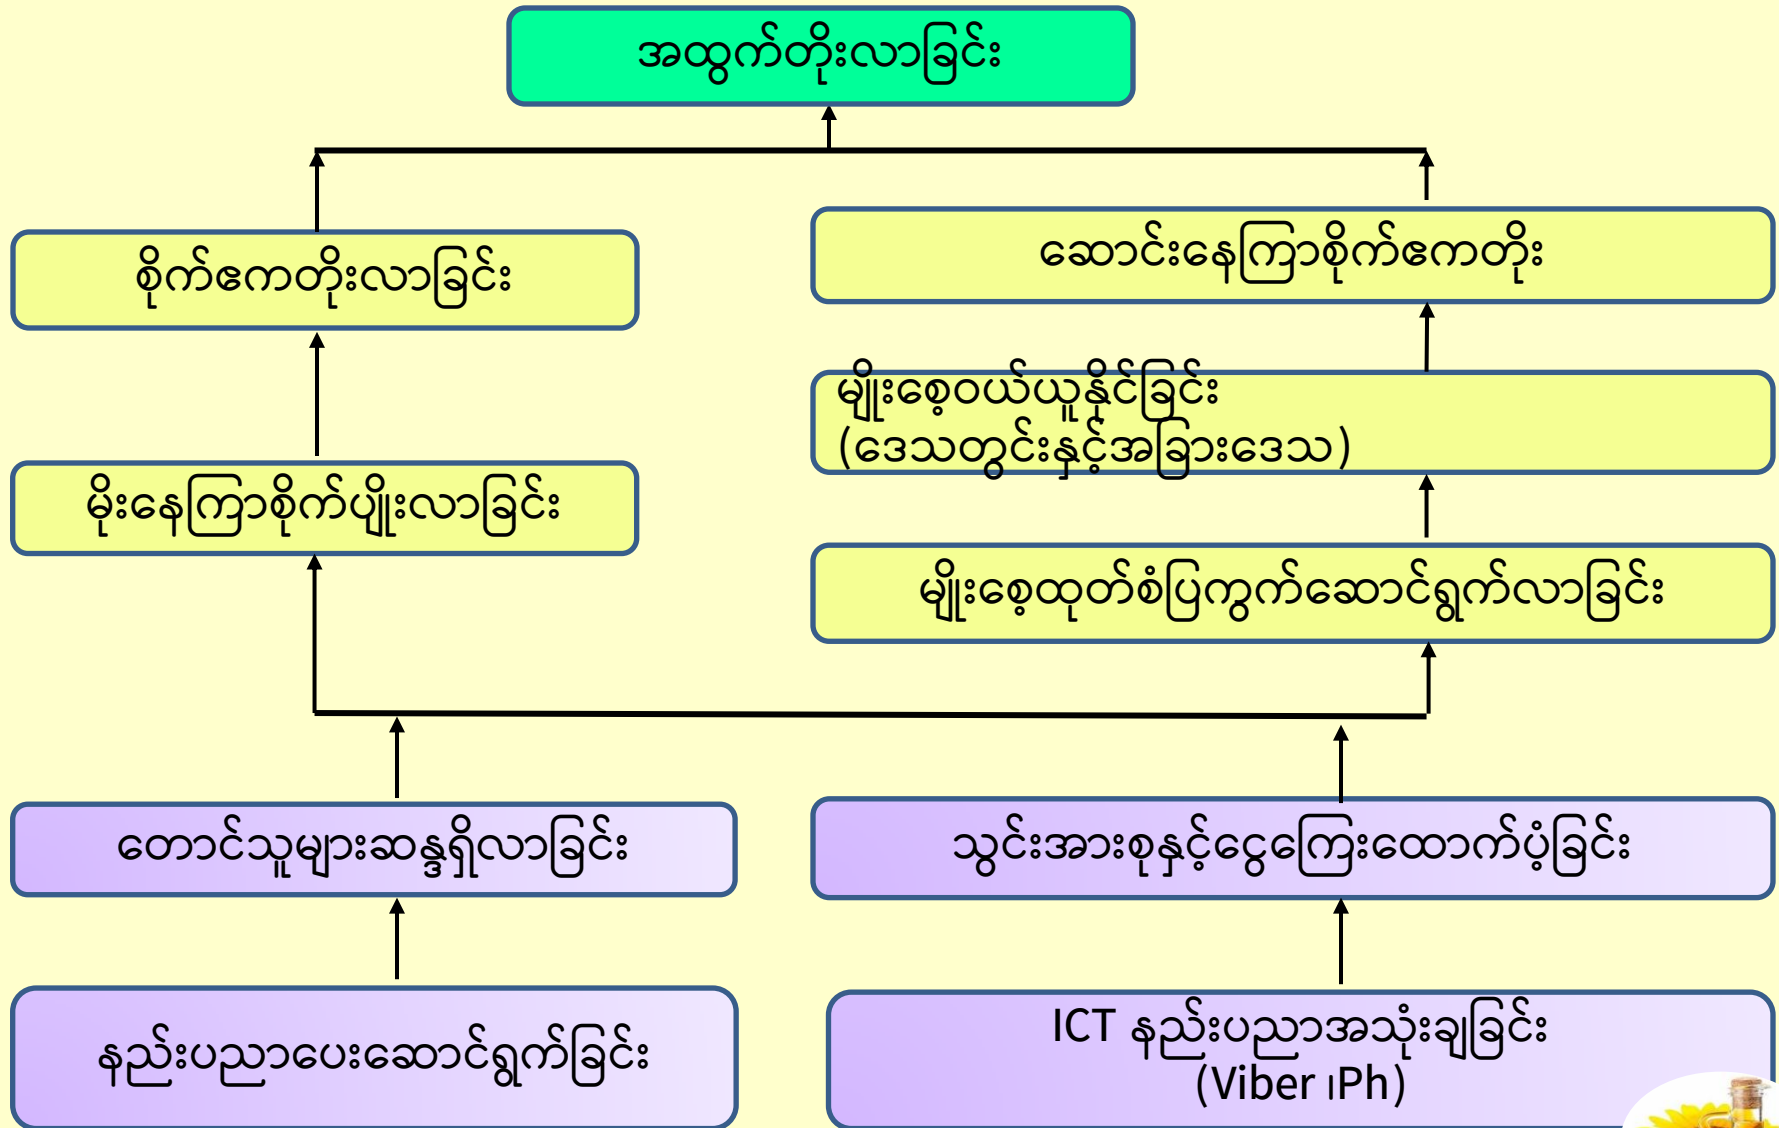 အထွက်တိုးလာခြင်း
စိုက်ဧကတိုးလာခြင်း
ဆောင်းနေကြာစိုက်ဧကတိုး
မျိုးစေ့ဝယ်ယူနိုင်ခြင်း
(ဒေသတွင်းနှင့်အခြားဒေသ)
မိုးနေကြာစိုက်ပျိုးလာခြင်း
မျိုးစေ့ထုတ်စံပြကွက်ဆောင်ရွက်လာခြင်း
တောင်သူများဆန္ဒရှိလာခြင်း
သွင်းအားစုနှင့်ငွေကြေးထောက်ပံ့ခြင်း
နည်းပညာပေးဆောင်ရွက်ခြင်း
ICT နည်းပညာအသုံးချခြင်း
(Viber ၊Ph)